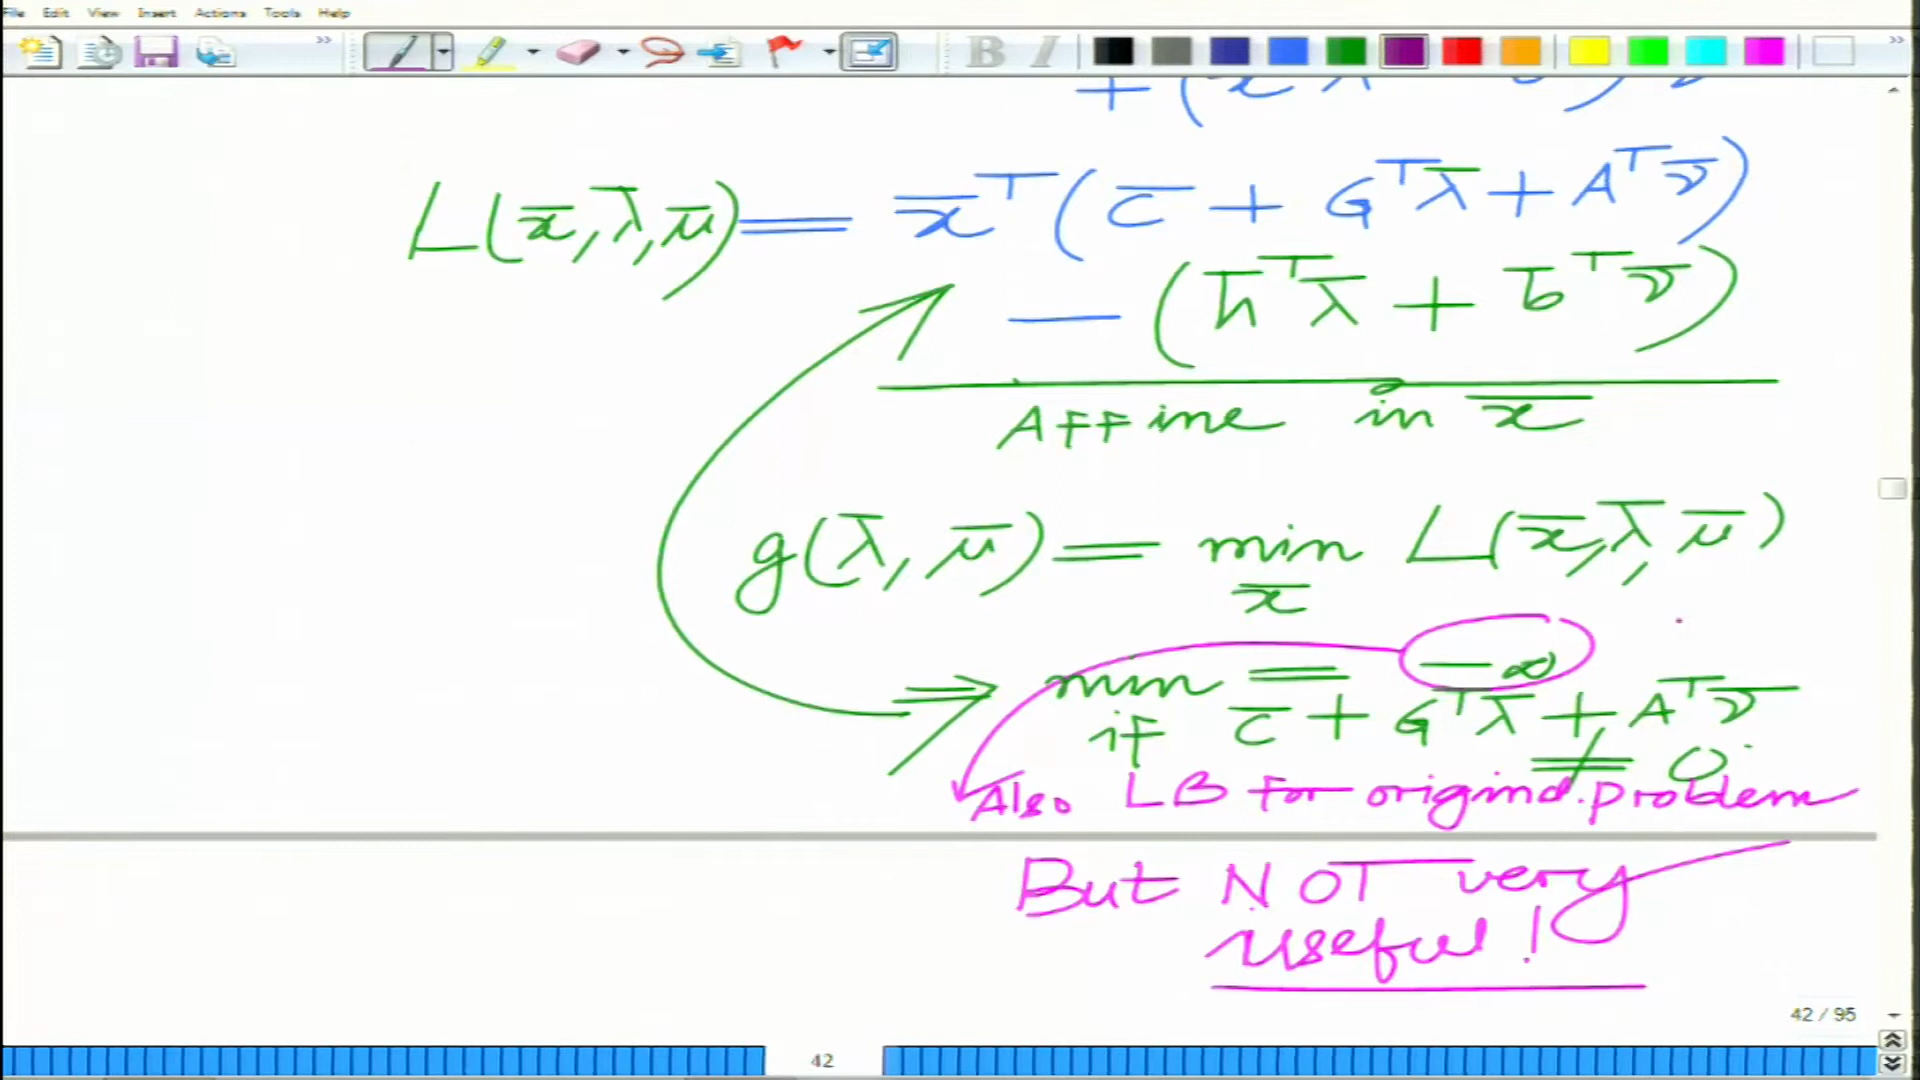 File Edit View Insert Actions Tools Help
B I
L(x̄, λ̄, μ̄) = x̄ᵀ(c̄ + Gᵀλ̄ + Aᵀν̄)
— (h̄ᵀλ̄ + b̄ᵀν̄)
Affine in x̄
g(λ̄, μ̄) = min L(x̄, λ̄, μ̄)
x̄
⇒ min = —∞
if c̄ + Gᵀλ̄ + Aᵀν̄
≠ 0
Also LB for original problem
But NOT very
useful!
42 / 95
42